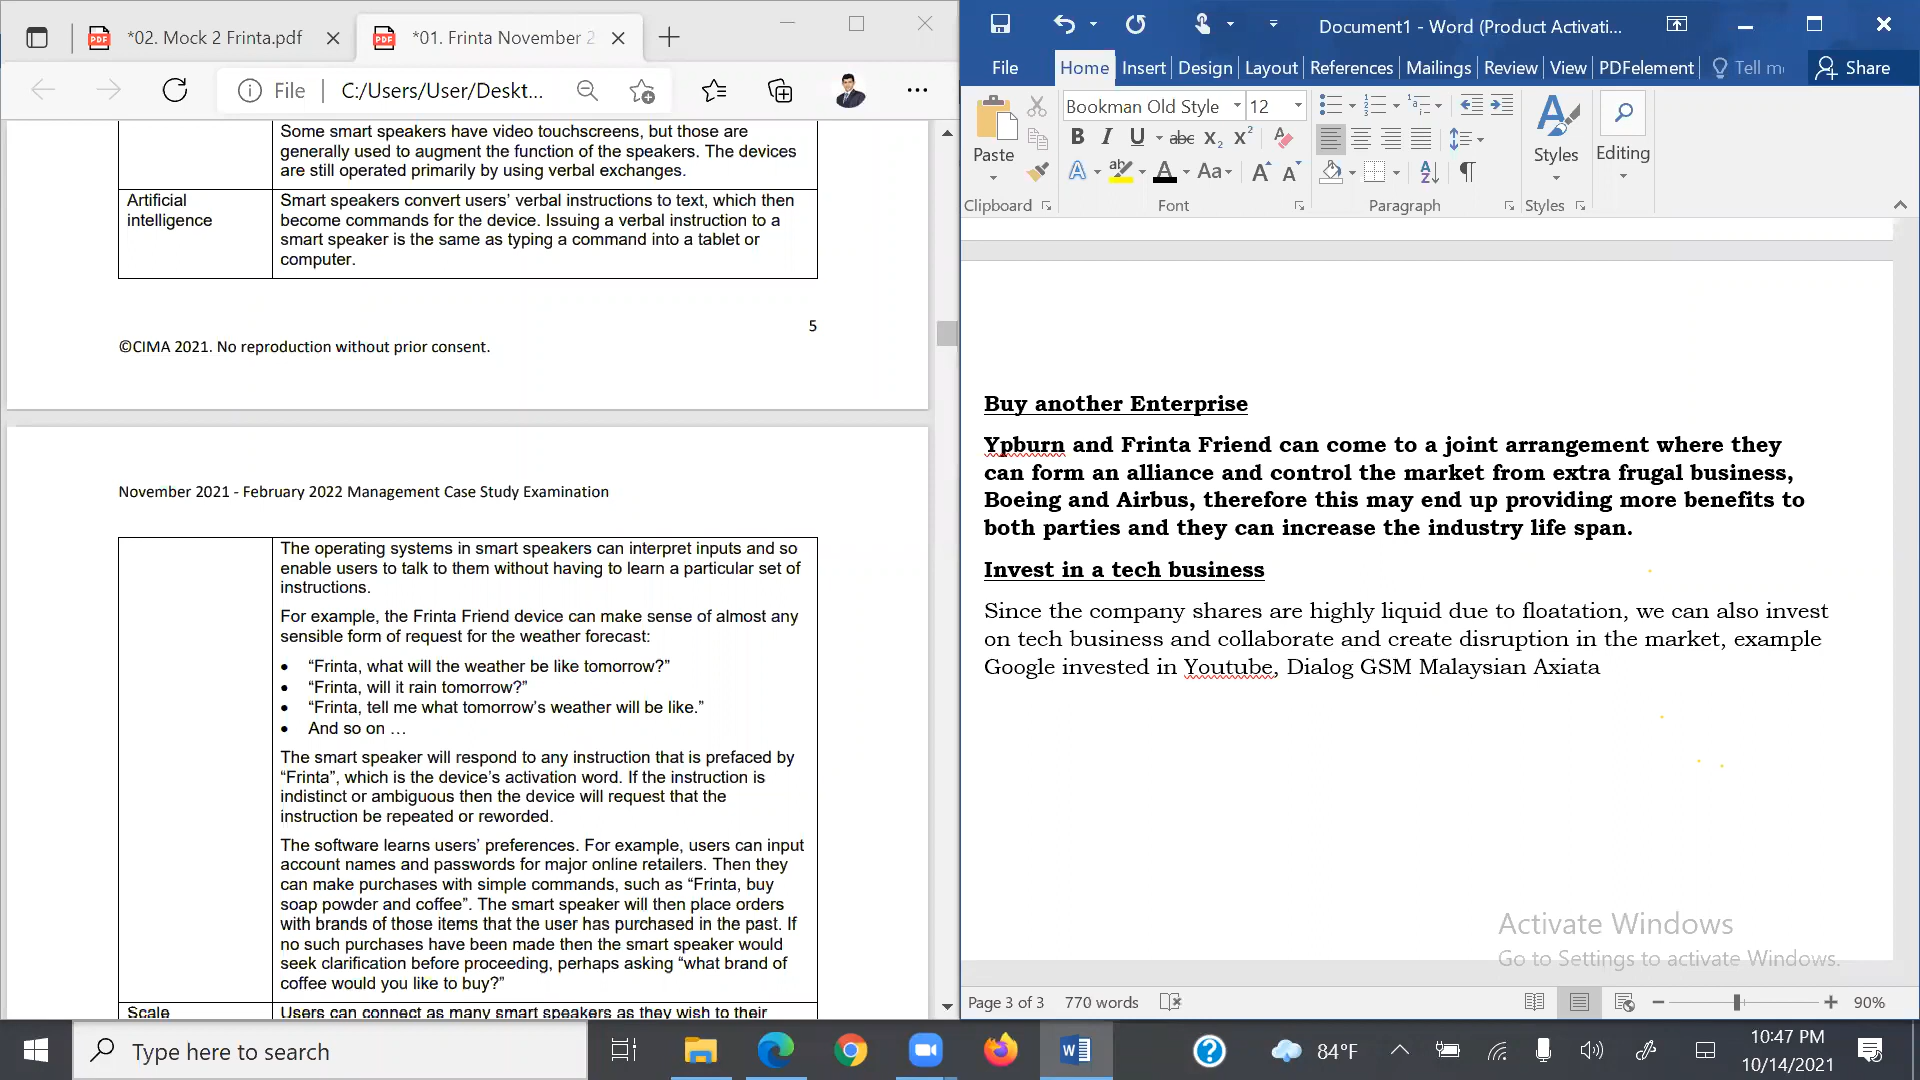 *02. Mock 2 Frinta.pdf
*01. Frinta November 2
File
C:/Users/User/Deskt...
Some smart speakers have video touchscreens, but those are
generally used to augment the function of the speakers. The devices
are still operated primarily by using verbal exchanges.
Artificial
intelligence
Smart speakers convert users’ verbal instructions to text, which then
become commands for the device. Issuing a verbal instruction to a
smart speaker is the same as typing a command into a tablet or
computer.
5
©CIMA 2021. No reproduction without prior consent.
November 2021 - February 2022 Management Case Study Examination
The operating systems in smart speakers can interpret inputs and so
enable users to talk to them without having to learn a particular set of
instructions.
For example, the Frinta Friend device can make sense of almost any
sensible form of request for the weather forecast:
• “Frinta, what will the weather be like tomorrow?”
• “Frinta, will it rain tomorrow?”
• “Frinta, tell me what tomorrow’s weather will be like.”
• And so on …
The smart speaker will respond to any instruction that is prefaced by
“Frinta”, which is the device’s activation word. If the instruction is
indistinct or ambiguous then the device will request that the
instruction be repeated or reworded.
The software learns users’ preferences. For example, users can input
account names and passwords for major online retailers. Then they
can make purchases with simple commands, such as “Frinta, buy
soap powder and coffee”. The smart speaker will then place orders
with brands of those items that the user has purchased in the past. If
no such purchases have been made then the smart speaker would
seek clarification before proceeding, perhaps asking “what brand of
coffee would you like to buy?”
Scale
Users can connect as many smart speakers as they wish to their
Document1 - Word (Product Activati...
File
Home
Insert
Design
Layout
References
Mailings
Review
View
PDFelement
Tell me
Share
Paste
Bookman Old Style
12
Styles
Editing
Clipboard
Font
Paragraph
Styles
Buy another Enterprise
Ypburn and Frinta Friend can come to a joint arrangement where they
can form an alliance and control the market from extra frugal business,
Boeing and Airbus, therefore this may end up providing more benefits to
both parties and they can increase the industry life span.
Invest in a tech business
Since the company shares are highly liquid due to floatation, we can also invest
on tech business and collaborate and create disruption in the market, example
Google invested in Youtube, Dialog GSM Malaysian Axiata
Activate Windows
Go to Settings to activate Windows.
Page 3 of 3
770 words
90%
Type here to search
84°F
10:47 PM
10/14/2021